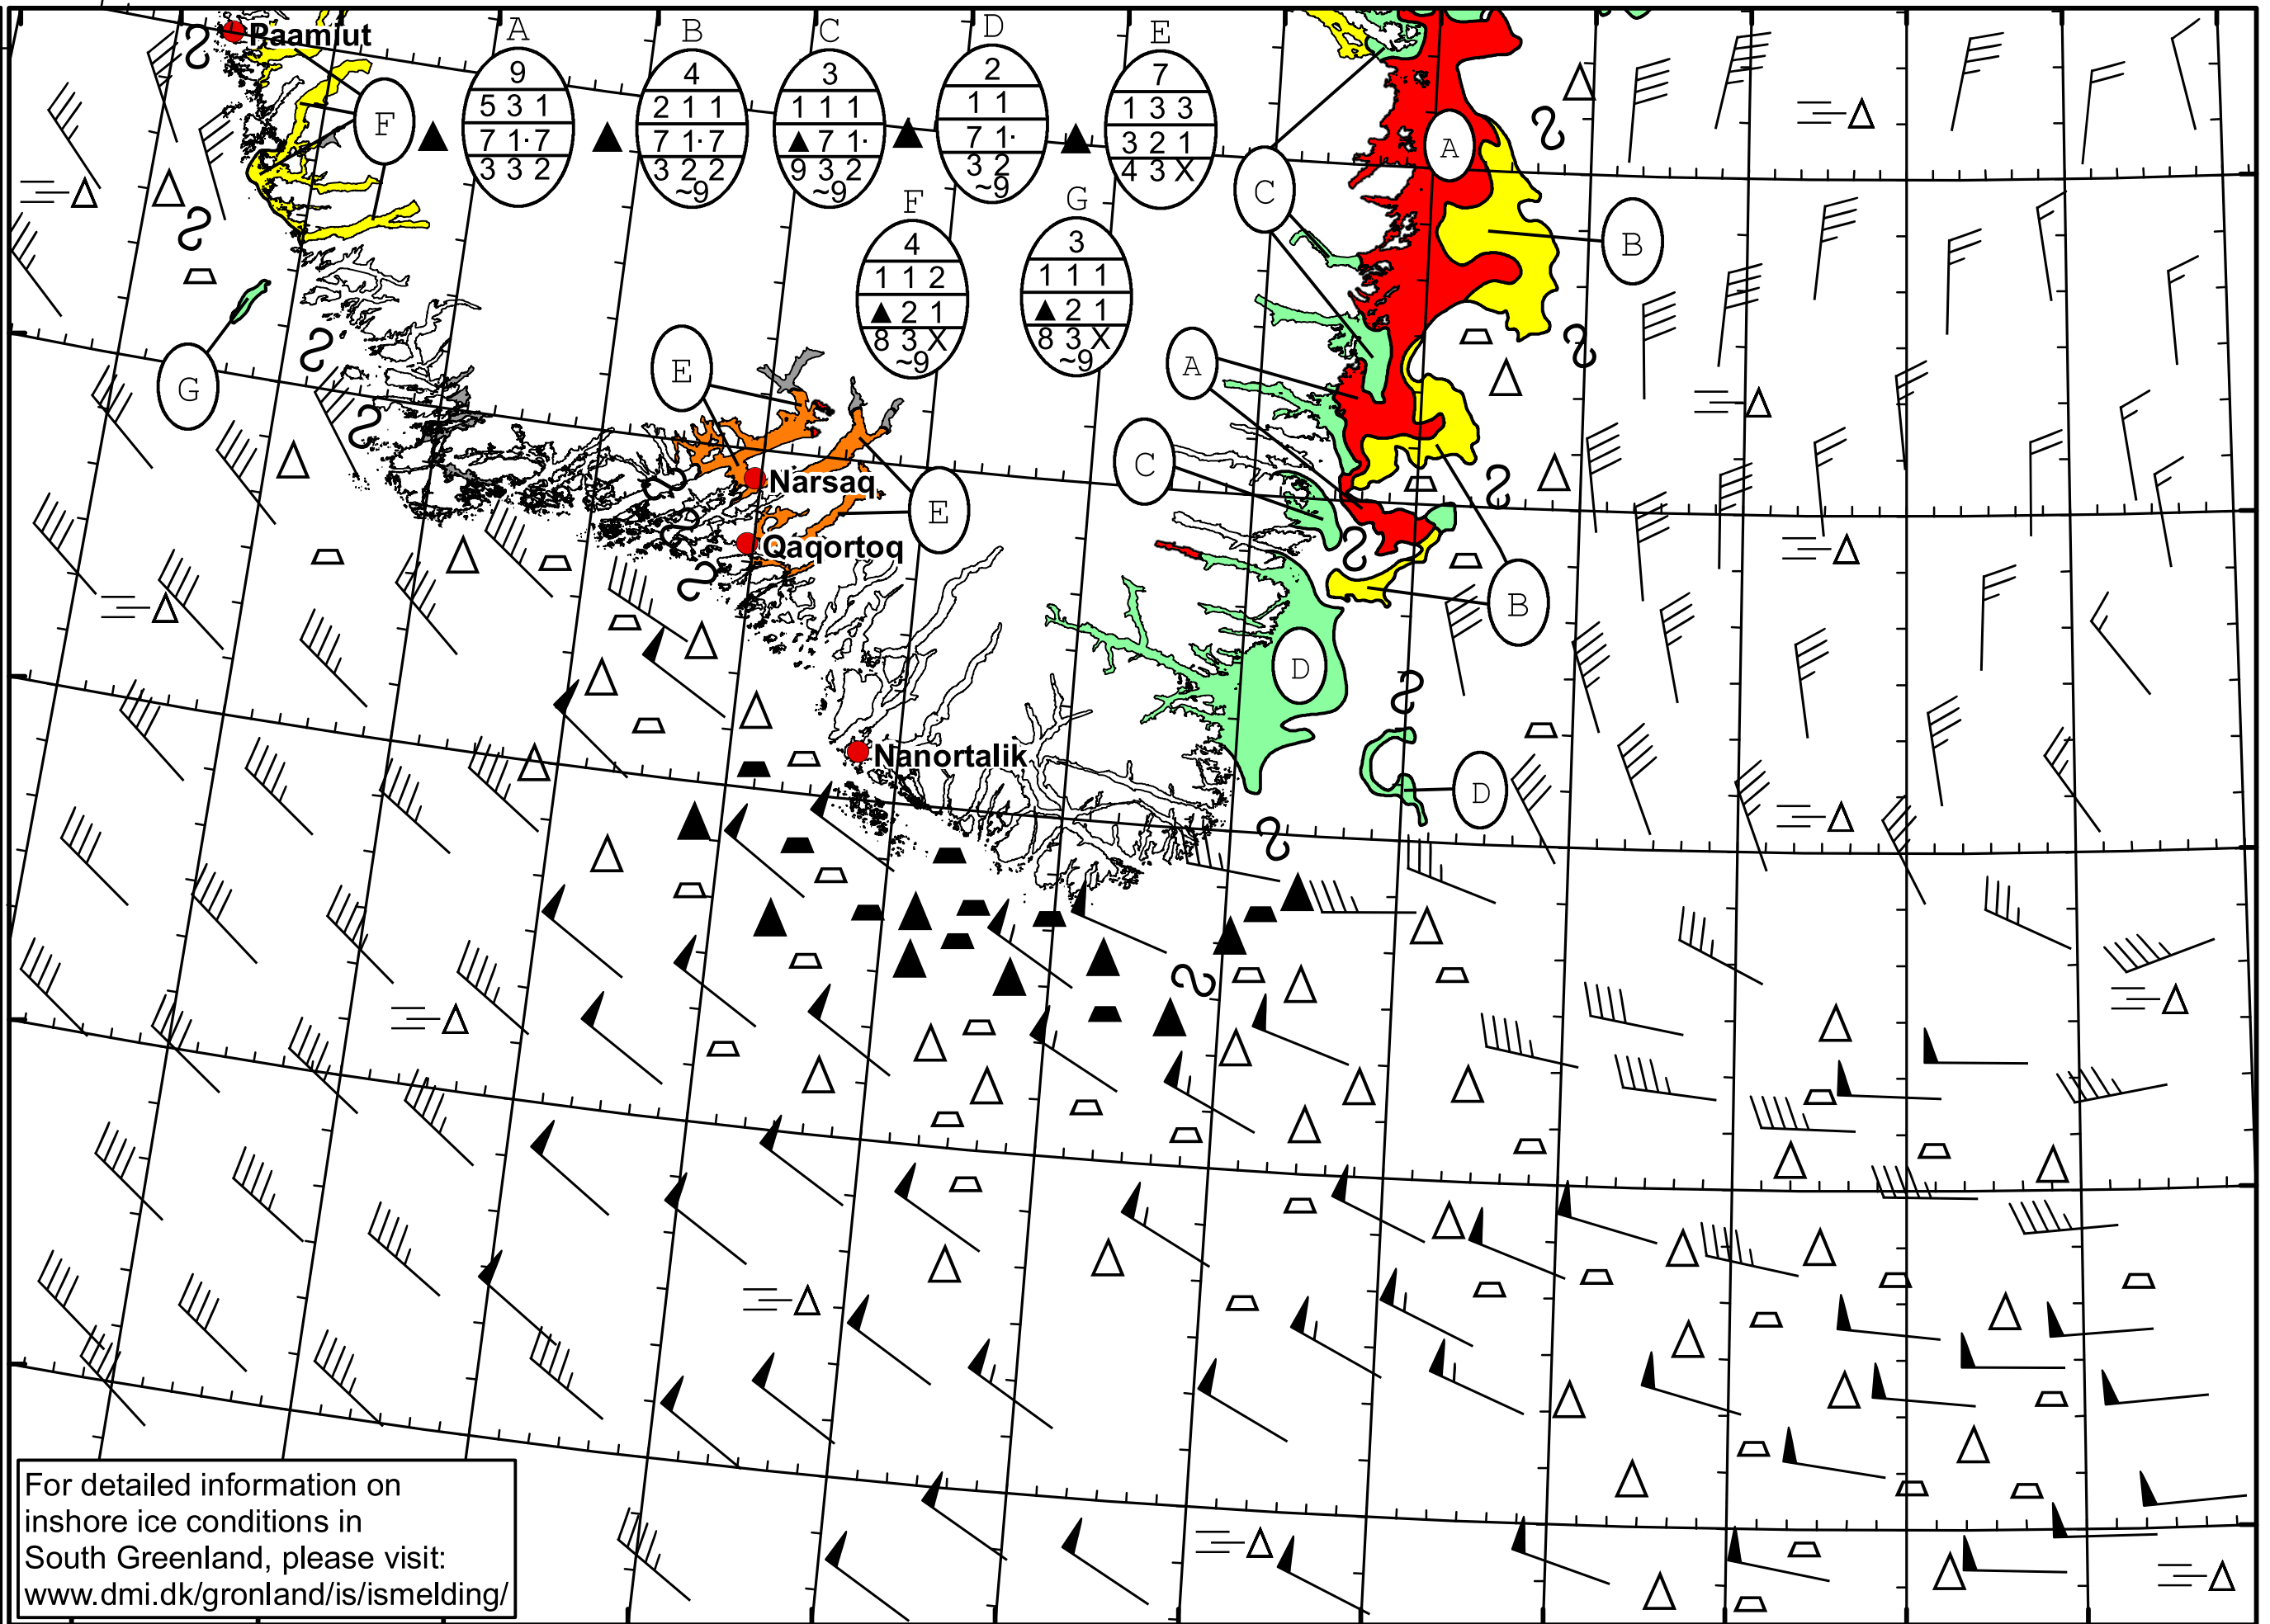 Paamiut
A
B
C
D
E
9
5 3 1
7 1· 7
3 3 2
4
2 1 1
7 1· 7
3 2 2
~9
3
1 1 1
▲ 7 1·
9 3 2
~9
2
1 1
7 1·
3 2
~9
7
1 3 3
3 2 1
4 3 X
F
G
4
1 1 2
▲ 2 1
8 3 X
~9
3
1 1 1
▲ 2 1
8 3 X
~9
F
A
C
B
G
E
A
C
E
B
D
D
Narsaq
Qaqortoq
Nanortalik
For detailed information on
inshore ice conditions in
South Greenland, please visit:
www.dmi.dk/gronland/is/ismelding/